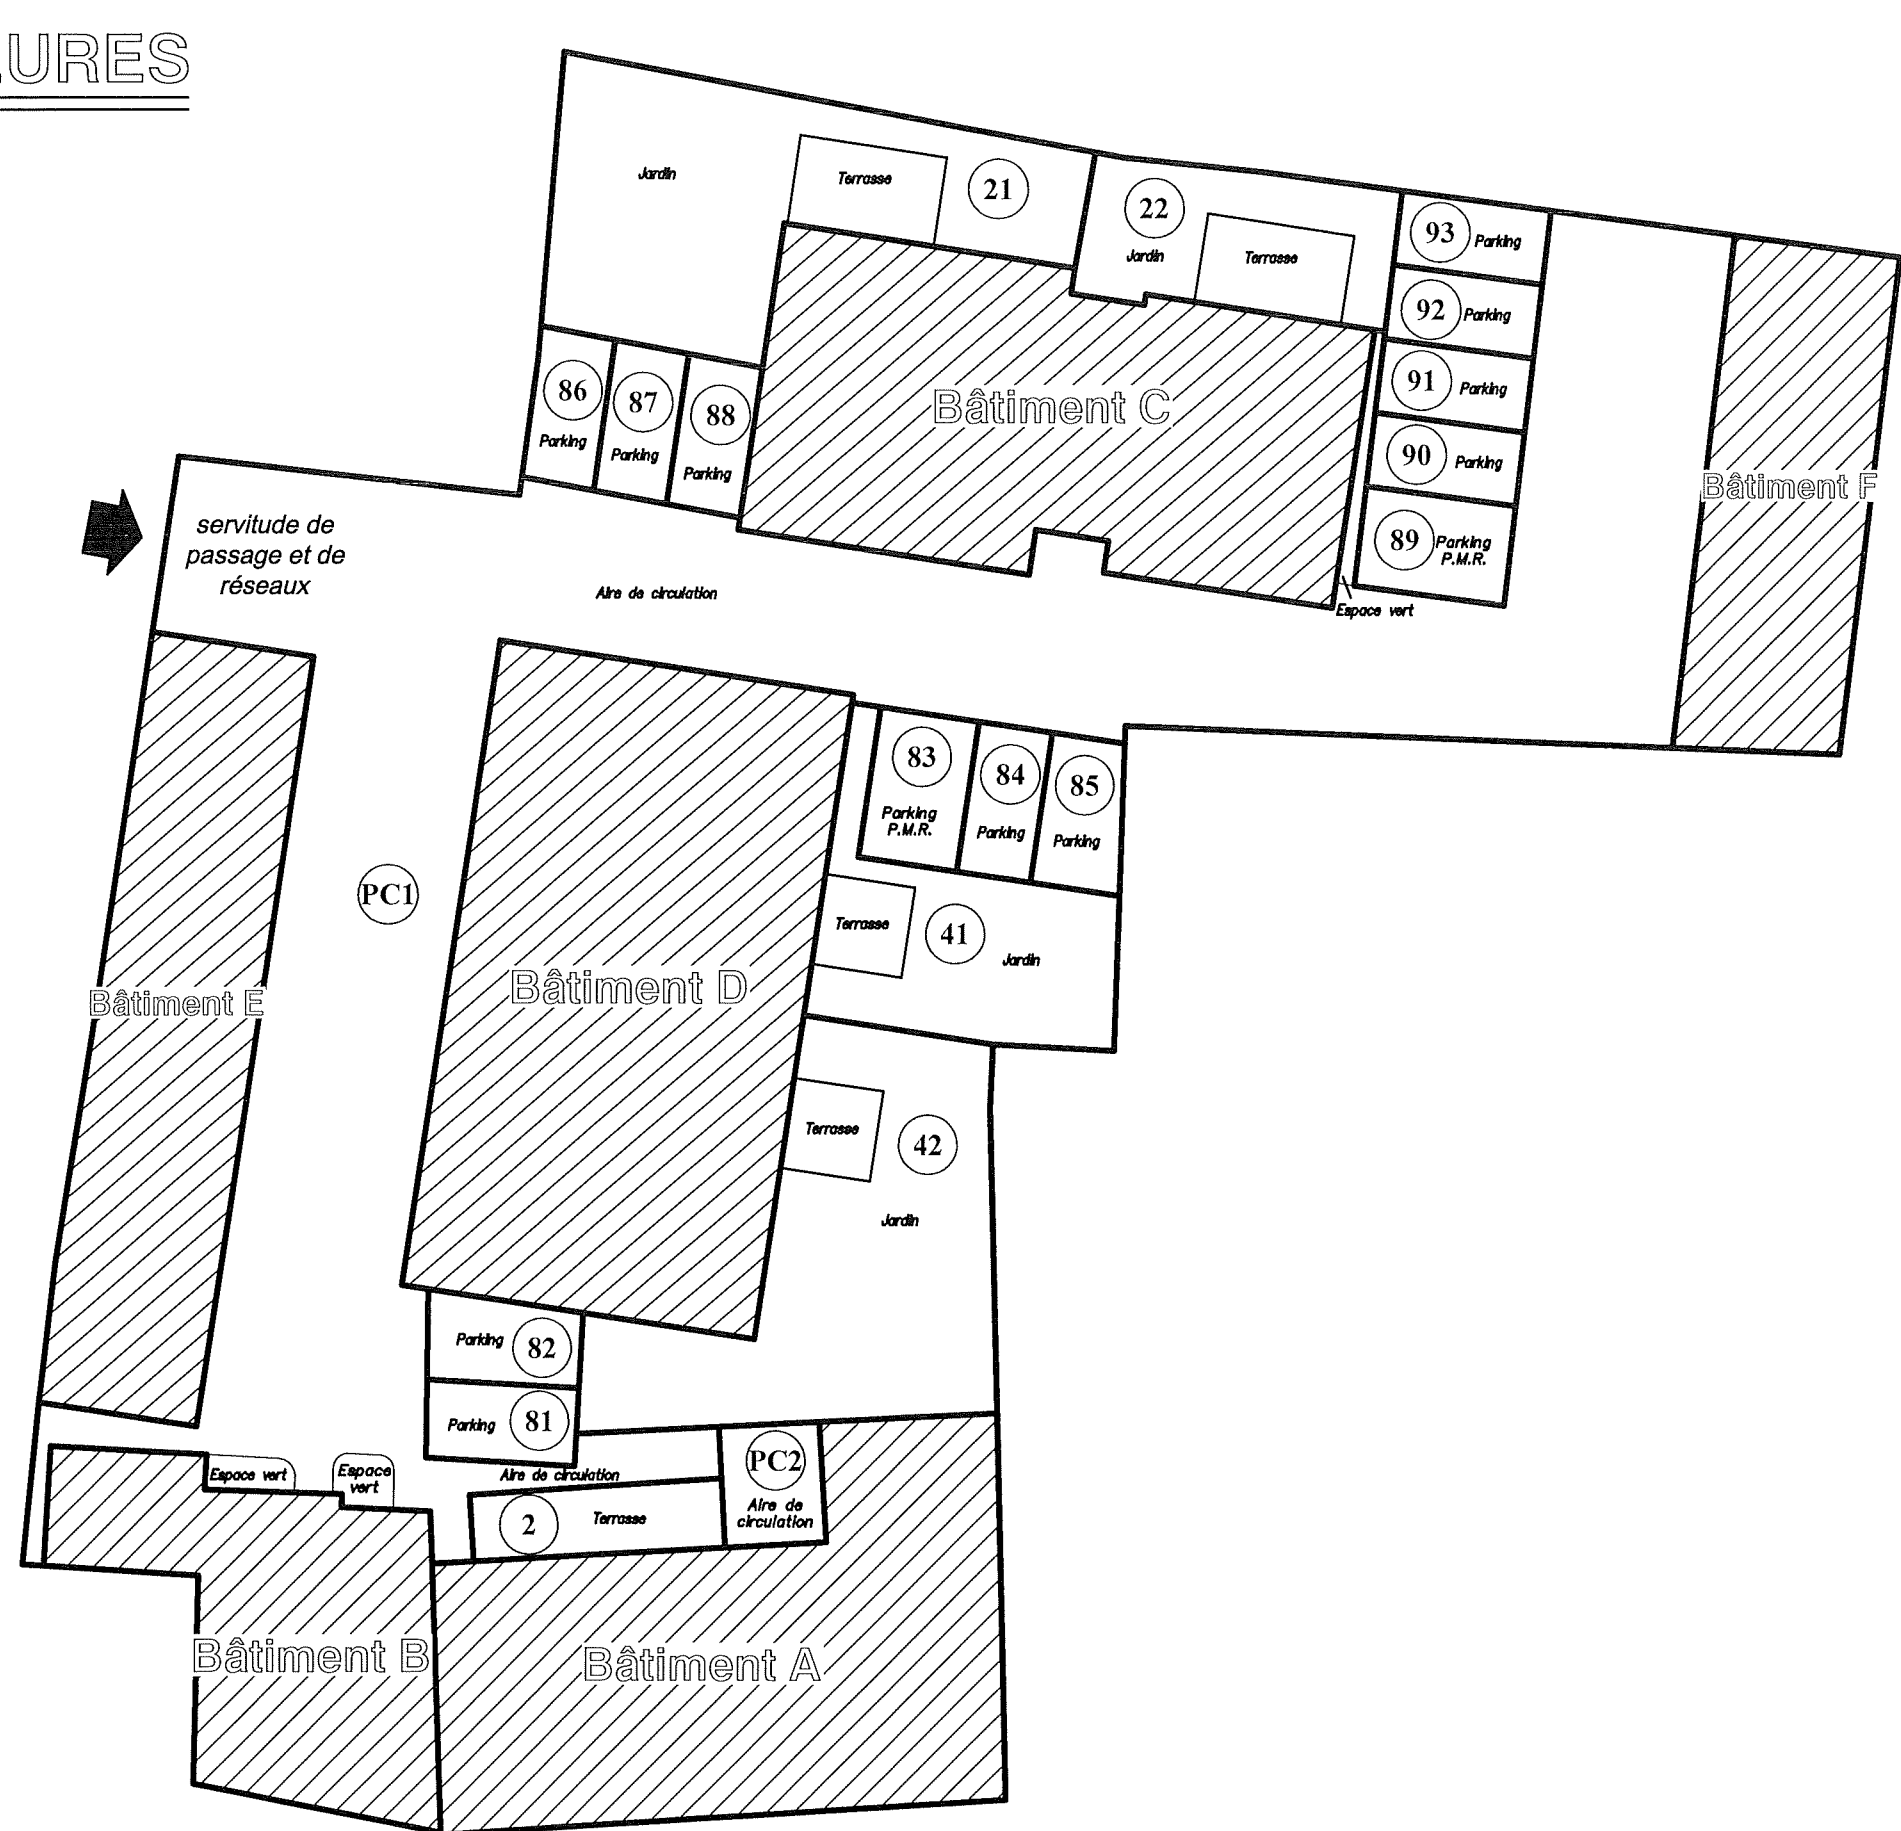 URES
Jardin
Terrasse
21
22
Jardin
Terrasse
93 Parking
92 Parking
91 Parking
90 Parking
89 Parking
P.M.R.
86
Parking
87
Parking
88
Parking
Bâtiment C
Bâtiment F
servitude de
passage et de
réseaux
Aire de circulation
Espace vert
83
Parking
P.M.R.
84
Parking
85
Parking
PC1
Terrasse
41
Jardin
Bâtiment E
Bâtiment D
Terrasse
42
Jardin
Parking 82
Parking 81
Espace vert
Espace
vert
Aire de circulation
PC2
Aire de
circulation
2
Terrasse
Bâtiment B
Bâtiment A